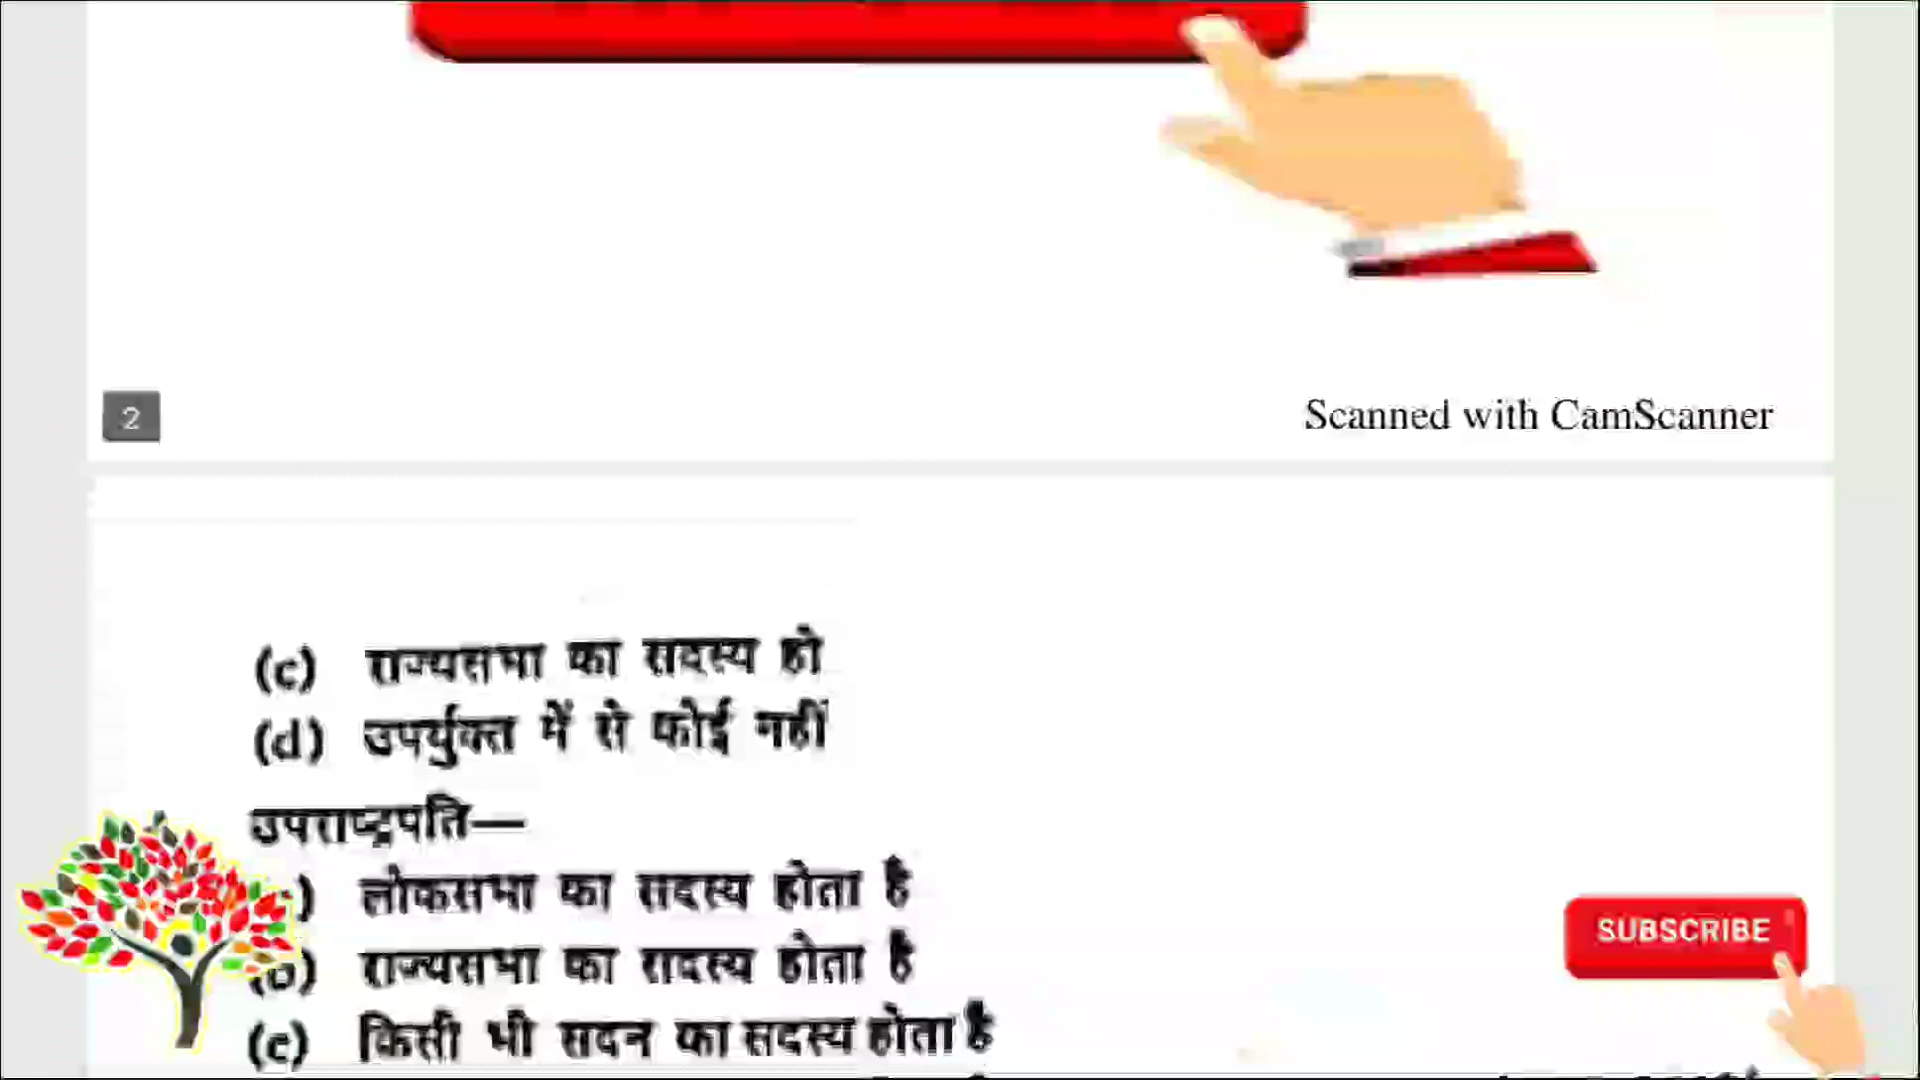 2
Scanned with CamScanner
(c) राज्यसभा का सदस्य हो
(d) उपर्युक्त में से कोई नहीं
उपराष्ट्रपति—
लोकसभा का सदस्य होता है
(b) राज्यसभा का सदस्य होता है
(c) किसी भी सदन का सदस्य होता है
SUBSCRIBE